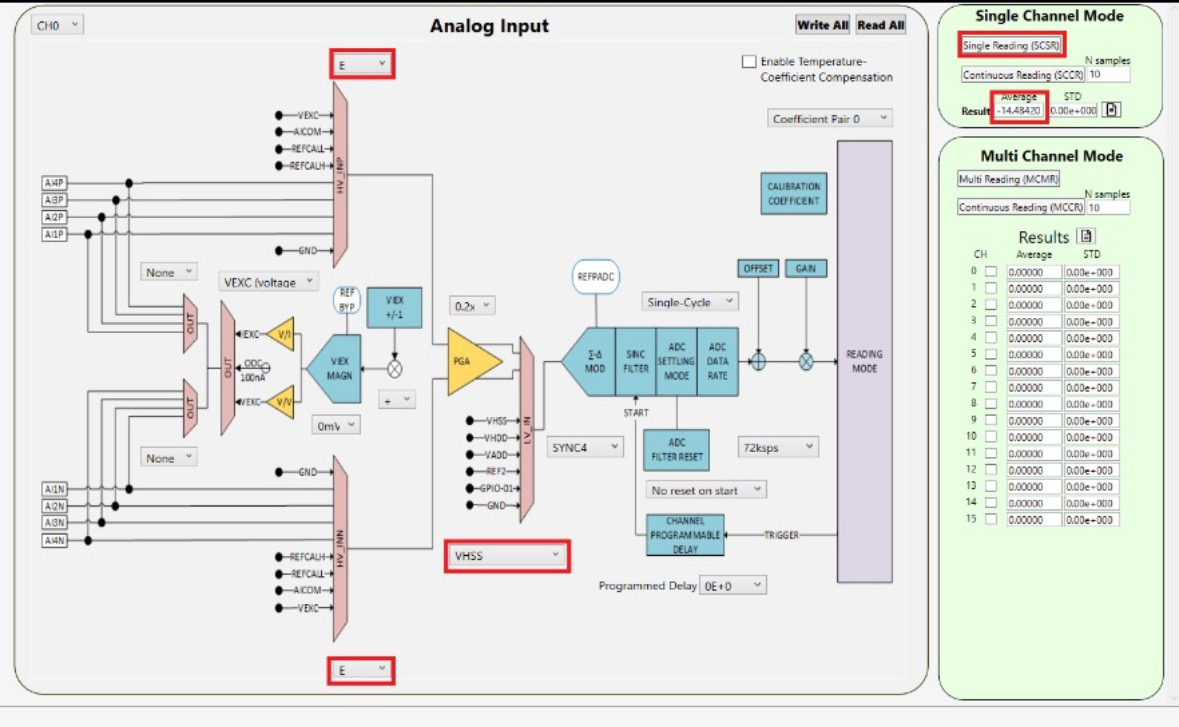 CH0
Analog Input
Write All
Read All
E
Enable Temperature-
Coefficient Compensation
Coefficient Pair 0
VEXC
AICOM
REFCALL
REFCALH
HV_INP
AI4P
AI3P
AI2P
AI1P
GND
CALIBRATION
COEFFICIENT
None
VEXC (voltage
REF
BYP
VIEX
+/-1
0.2x
REFPADC
Single-Cycle
OFFSET
GAIN
OUT
IEXC
V/I
OUT
ODC
100nA
VEXC
V/V
VIEX
MAGN
PGA
Σ-Δ
MOD
SINC
FILTER
ADC
SETTLING
MODE
ADC
DATA
RATE
READING
MODE
OUT
+
0mV
START
VHSS
VHDD
VADD
REF2
GPIO-01
GND
LV_IN
SYNC4
ADC
FILTER RESET
72ksps
None
GND
No reset on start
AI1N
AI2N
AI3N
AI4N
CHANNEL
PROGRAMMABLE
DELAY
TRIGGER
HV_INN
REFCALH
REFCALL
AICOM
VEXC
VHSS
Programmed Delay 0E+0
E
Single Channel Mode
Single Reading (SCSR)
N samples
Continuous Reading (SCCR) 10
Average STD
Result -14.48420 0.00e+000
Multi Channel Mode
Multi Reading (MCMR)
N samples
Continuous Reading (MCCR) 10
Results
CH Average STD
0 0.00000 0.00e+000
1 0.00000 0.00e+000
2 0.00000 0.00e+000
3 0.00000 0.00e+000
4 0.00000 0.00e+000
5 0.00000 0.00e+000
6 0.00000 0.00e+000
7 0.00000 0.00e+000
8 0.00000 0.00e+000
9 0.00000 0.00e+000
10 0.00000 0.00e+000
11 0.00000 0.00e+000
12 0.00000 0.00e+000
13 0.00000 0.00e+000
14 0.00000 0.00e+000
15 0.00000 0.00e+000